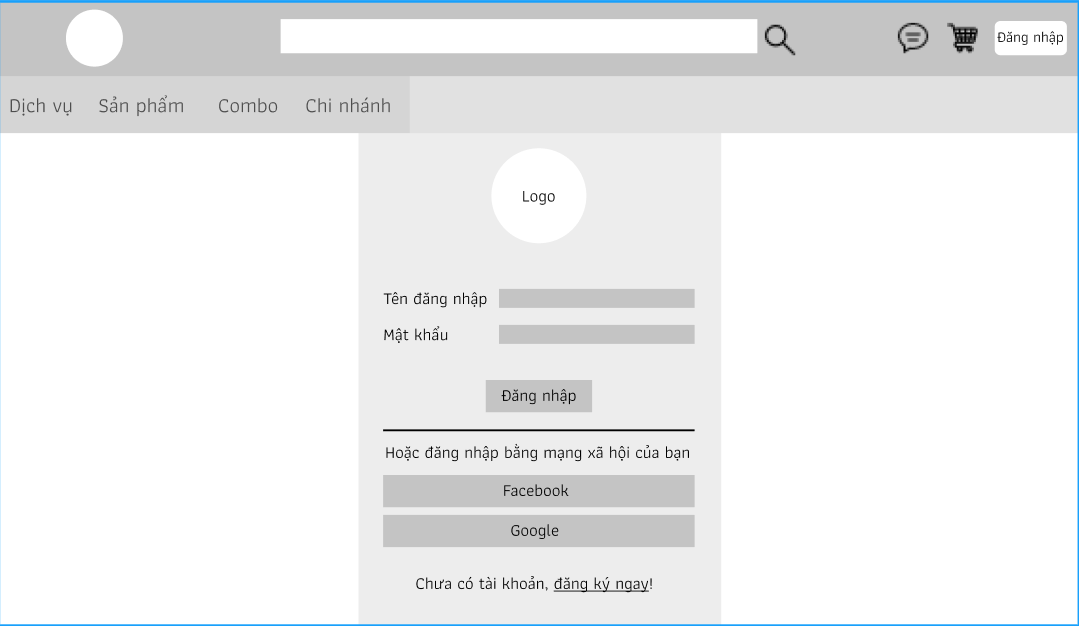 Đăng nhập
Dịch vụ Sản phẩm Combo Chi nhánh
Logo
Tên đăng nhập
Mật khẩu
Đăng nhập
Hoặc đăng nhập bằng mạng xã hội của bạn
Facebook
Google
Chưa có tài khoản, đăng ký ngay!